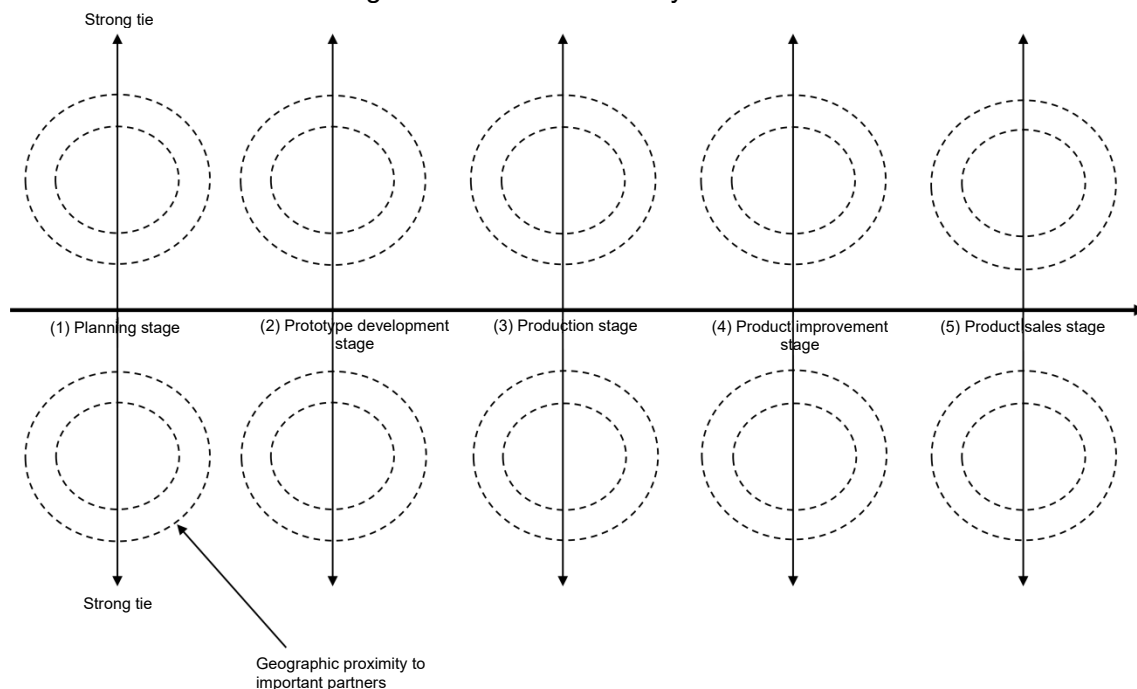 Strong tie
(1) Planning stage
(2) Prototype development
stage
(3) Production stage
(4) Product improvement
stage
(5) Product sales stage
Strong tie
Geographic proximity to
important partners